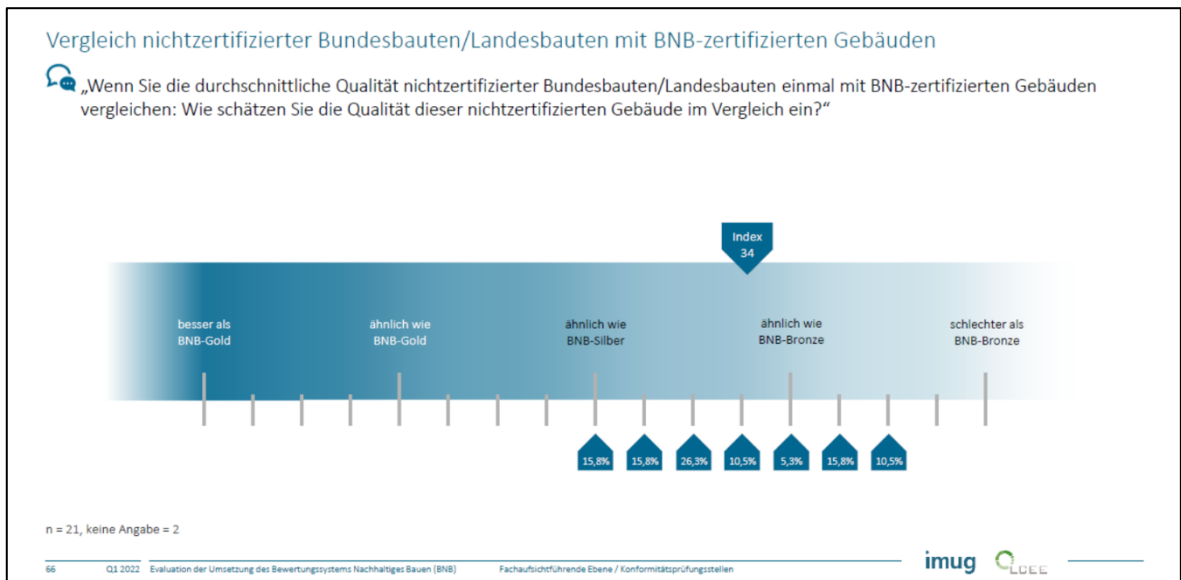 Vergleich nichtzertifizierter Bundesbauten/Landesbauten mit BNB-zertifizierten Gebäuden
„Wenn Sie die durchschnittliche Qualität nichtzertifizierter Bundesbauten/Landesbauten einmal mit BNB-zertifizierten Gebäuden
vergleichen: Wie schätzen Sie die Qualität dieser nichtzertifizierten Gebäude im Vergleich ein?“
Index
34
besser als
BNB-Gold
ähnlich wie
BNB-Gold
ähnlich wie
BNB-Silber
ähnlich wie
BNB-Bronze
schlechter als
BNB-Bronze
15,8% 15,8% 26,3% 10,5% 5,3% 15,8% 10,5%
n = 21, keine Angabe = 2
66 Q1 2022 Evaluation der Umsetzung des Bewertungssystems Nachhaltiges Bauen (BNB) Fachaufsichtführende Ebene / Konformitätsprüfungsstellen
imug